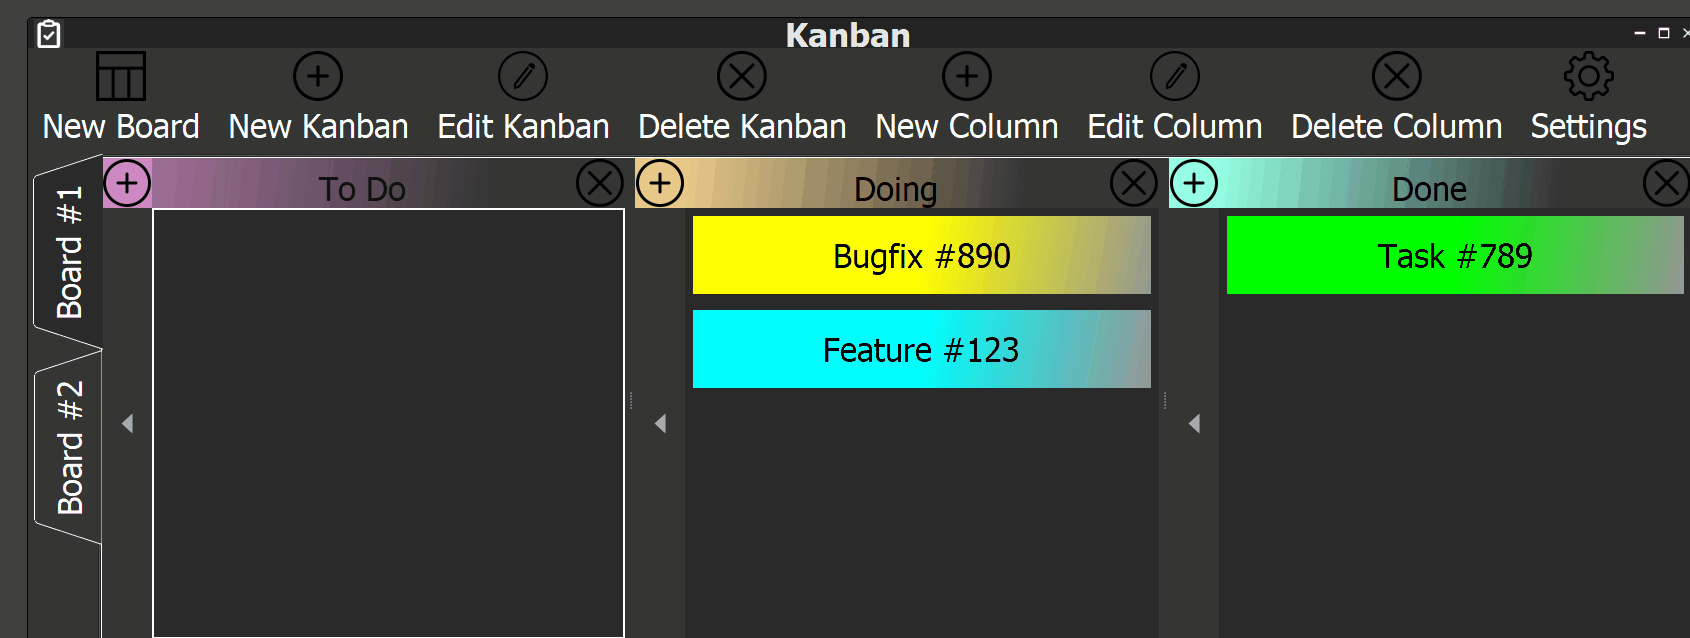 Kanban
New Board
New Kanban
Edit Kanban
Delete Kanban
New Column
Edit Column
Delete Column
Settings
Board #1
Board #2
To Do
Doing
Bugfix #890
Feature #123
Done
Task #789